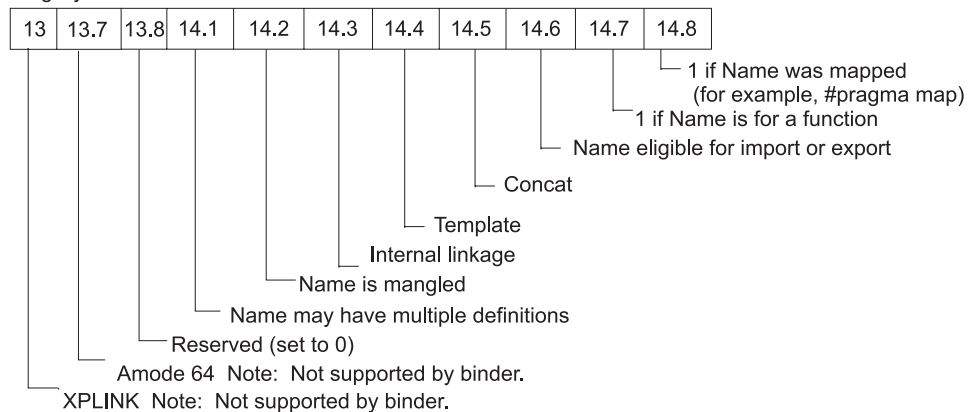 13 13.7 13.8 14.1 14.2 14.3 14.4 14.5 14.6 14.7 14.8
1 if Name was mapped
(for example, #pragma map)
1 if Name is for a function
Name eligible for import or export
Concat
Template
Internal linkage
Name is mangled
Name may have multiple definitions
Reserved (set to 0)
Amode 64 Note: Not supported by binder.
XPLINK Note: Not supported by binder.